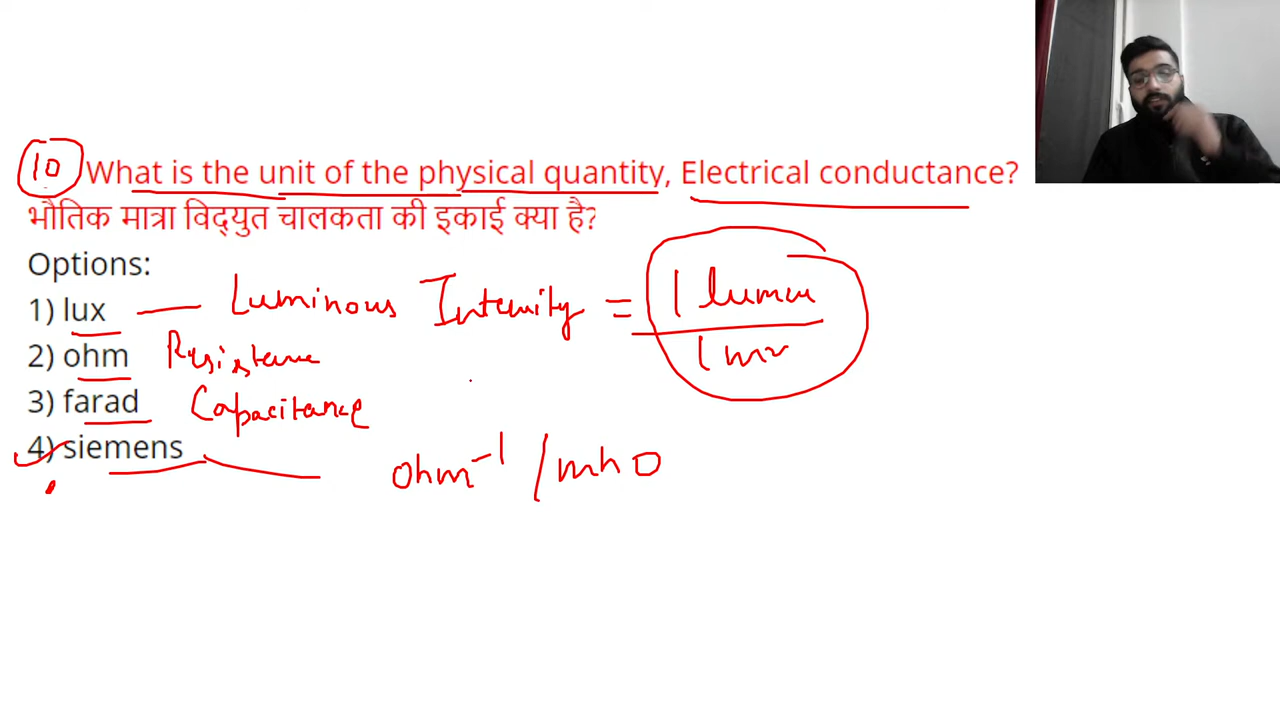 10 What is the unit of the physical quantity, Electrical conductance?
भौतिक मात्रा विद्युत चालकता की इकाई क्या है?
Options:
1) lux — Luminous Intensity = 1 lumen
1 m²
2) ohm Resistance
3) farad Capacitance
4) siemens ohm⁻¹ / mho